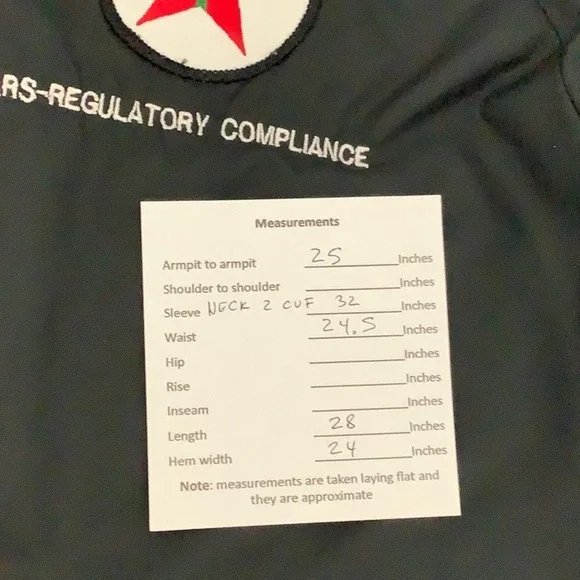 RS-REGULATORY COMPLIANCE
Measurements
Armpit to armpit 25 Inches
Shoulder to shoulder Inches
Sleeve NECK 2 CUF 32 Inches
Waist 24.5 Inches
Hip Inches
Rise Inches
Inseam Inches
Length 28 Inches
Hem width 24 Inches
Note: measurements are taken laying flat and
they are approximate